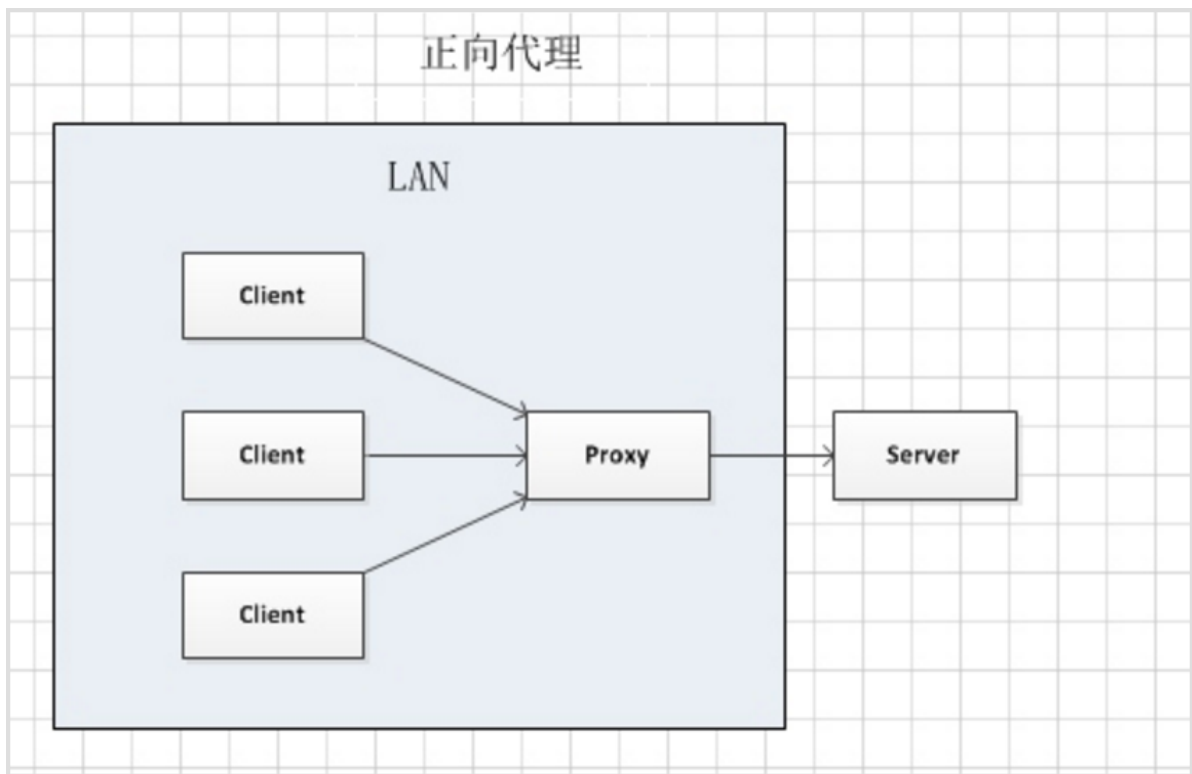 正向代理
LAN
Client
Client
Proxy
Server
Client